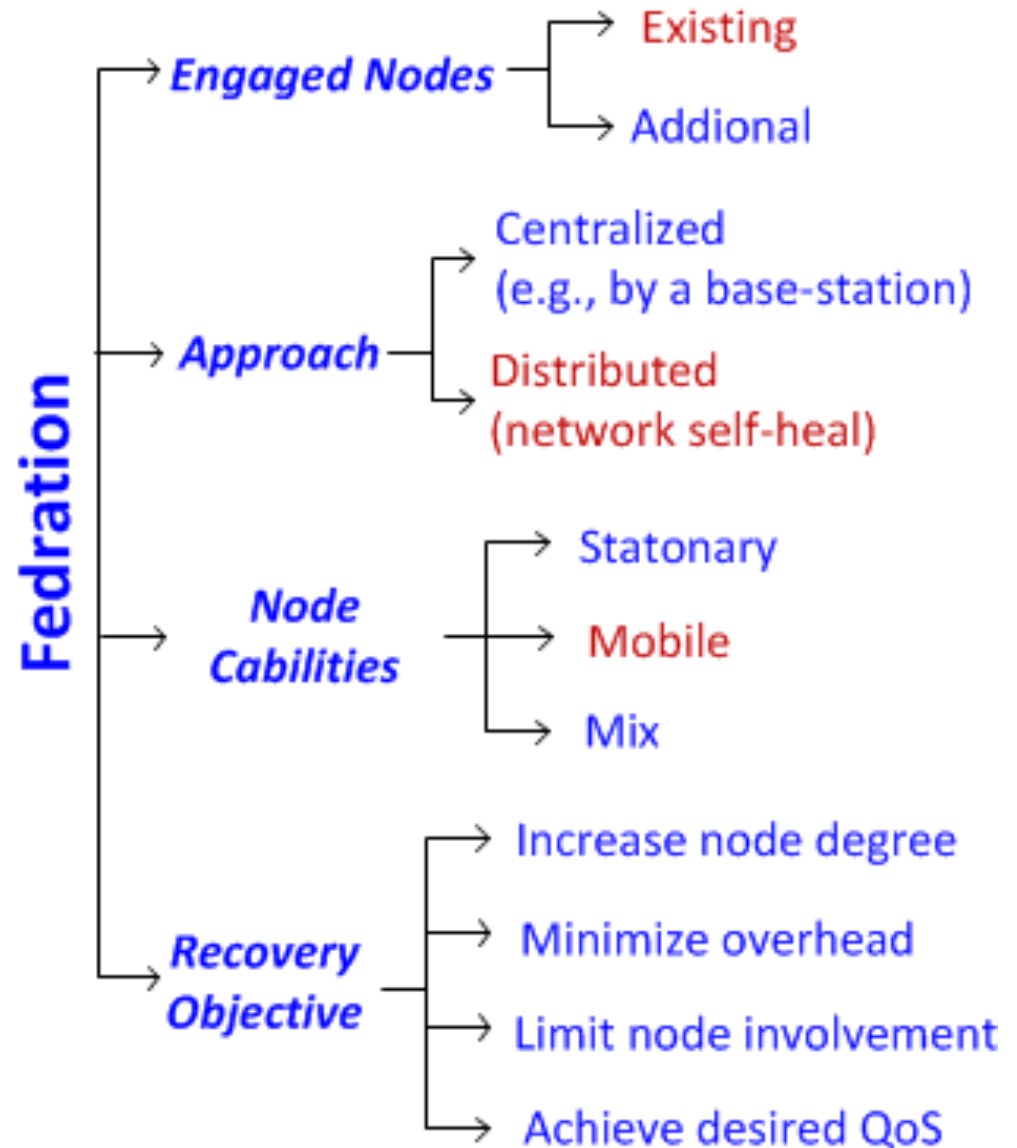 Fedration
Engaged Nodes
Existing
Addional
Approach
Centralized
(e.g., by a base-station)
Distributed
(network self-heal)
Node
Cabilities
Statonary
Mobile
Mix
Recovery
Objective
Increase node degree
Minimize overhead
Limit node involvement
Achieve desired QoS